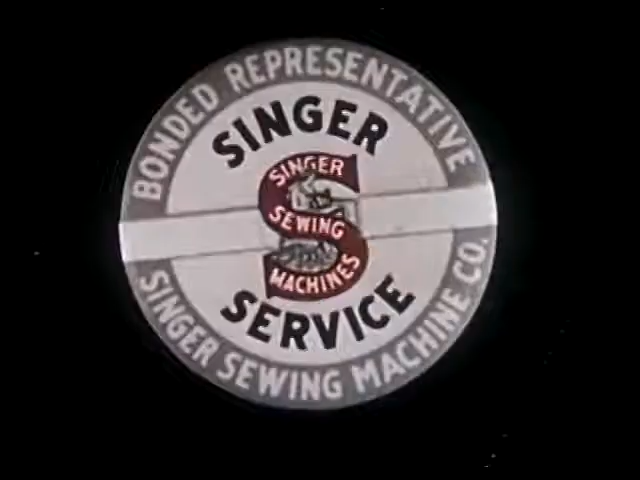 BONDED REPRESENTATIVE
SINGER
SINGER
SEWING
MACHINES
SERVICE
SINGER SEWING MACHINE CO.